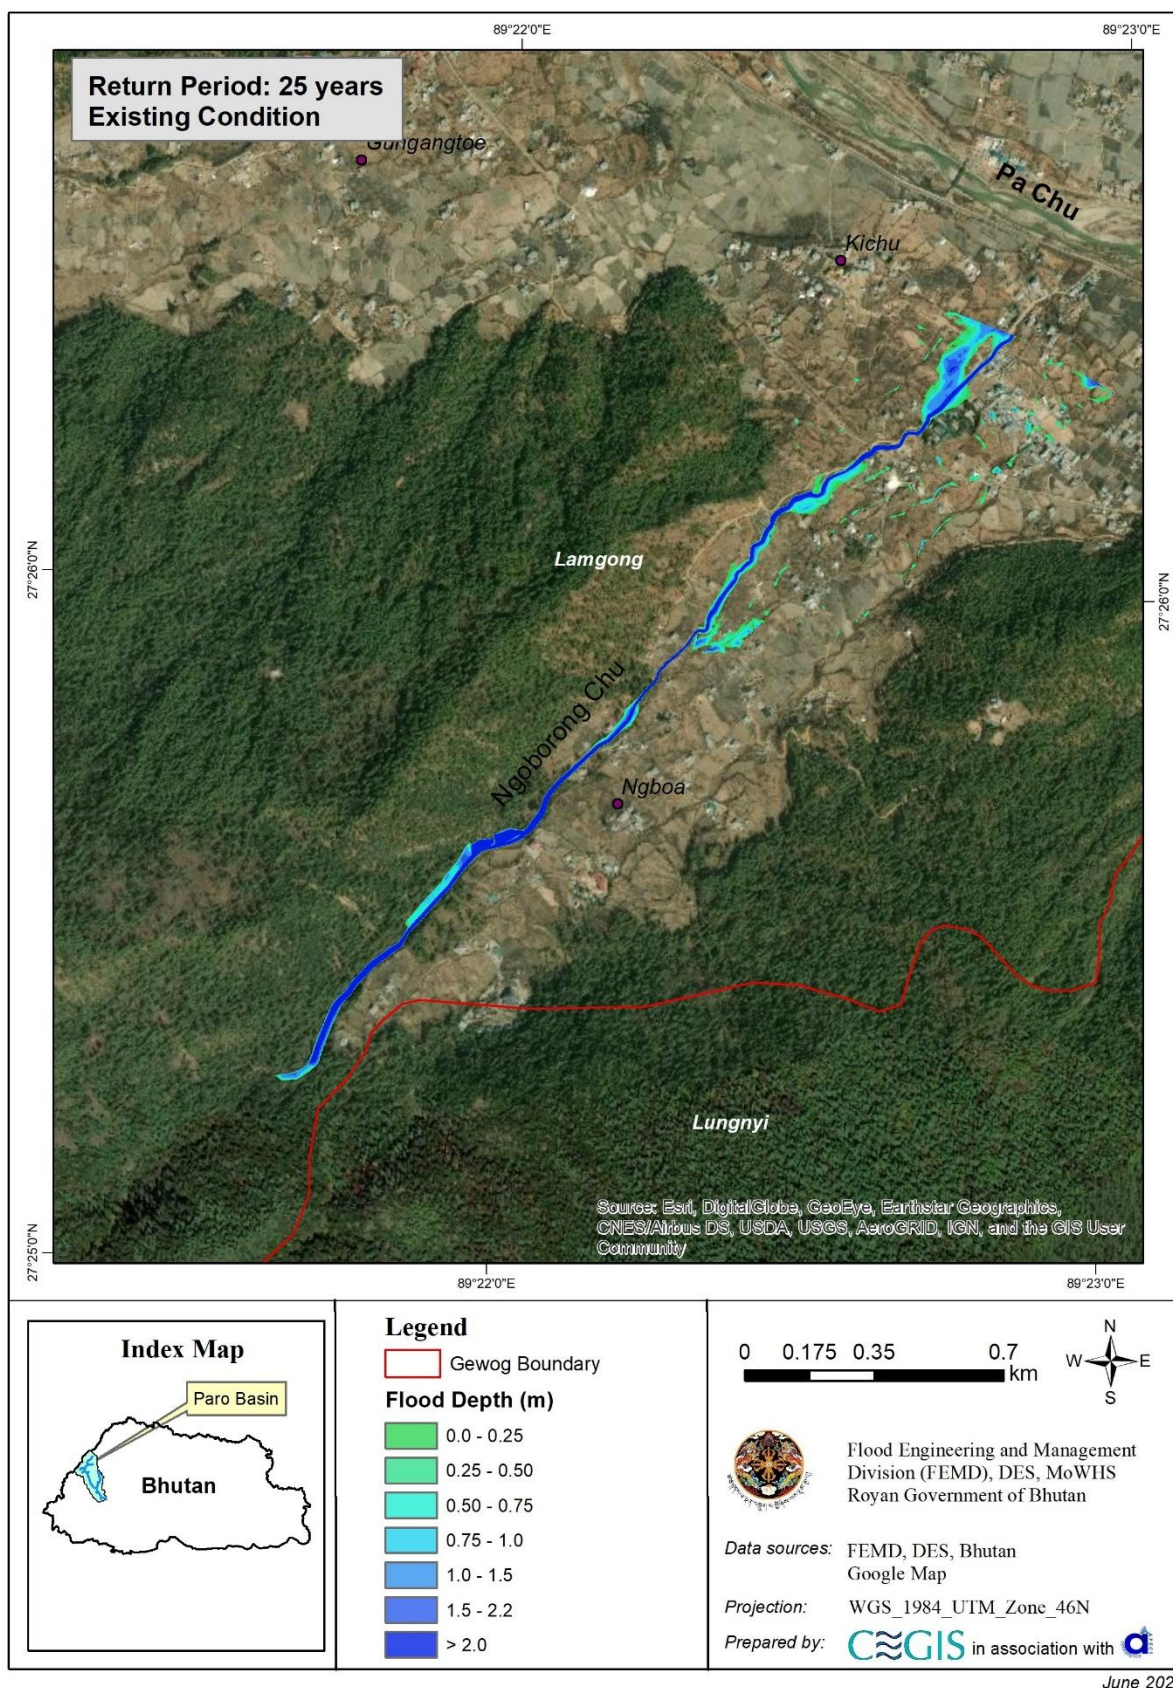 89°22'0"E
89°23'0"E
Return Period: 25 years
Existing Condition
Gungangtoe
Pa Chu
Kichu
27°26'0"N
27°26'0"N
Lamgong
Ngoborong Chu
Ngboa
Lungnyi
Source: Esri, DigitalGlobe, GeoEye, Earthstar Geographics,
CNES/Airbus DS, USDA, USGS, AeroGRID, IGN, and the GIS User
Community
27°25'0"N
89°22'0"E
89°23'0"E
Index Map
Paro Basin
Bhutan
Legend
Gewog Boundary
Flood Depth (m)
0.0 - 0.25
0.25 - 0.50
0.50 - 0.75
0.75 - 1.0
1.0 - 1.5
1.5 - 2.2
> 2.0
0 0.175 0.35 0.7
km
N
W E
S
Flood Engineering and Management
Division (FEMD), DES, MoWHS
Royan Government of Bhutan
Data sources: FEMD, DES, Bhutan
Google Map
Projection: WGS_1984_UTM_Zone_46N
Prepared by: CEGIS in association with
June 202